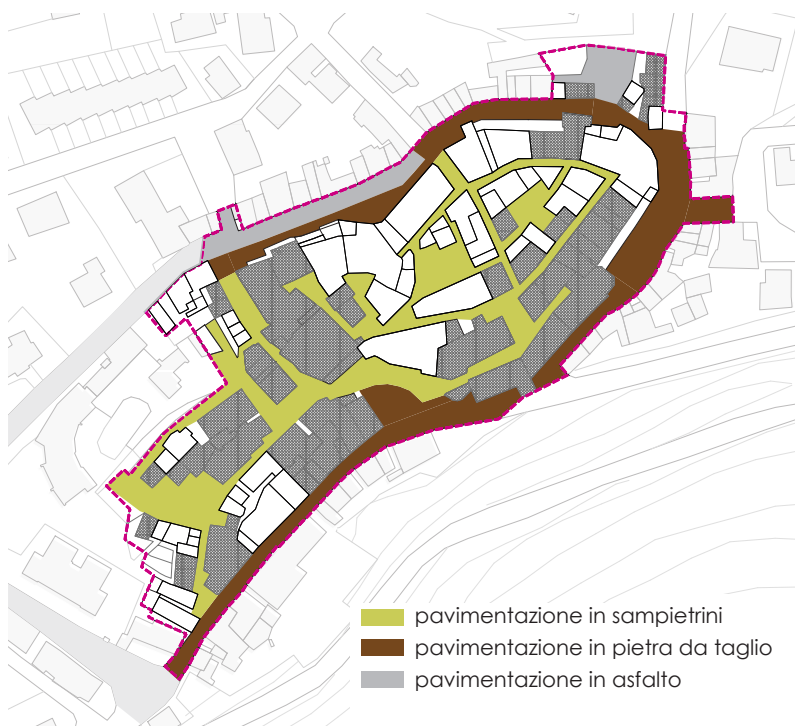 pavimentazione in sampietrini
pavimentazione in pietra da taglio
pavimentazione in asfalto